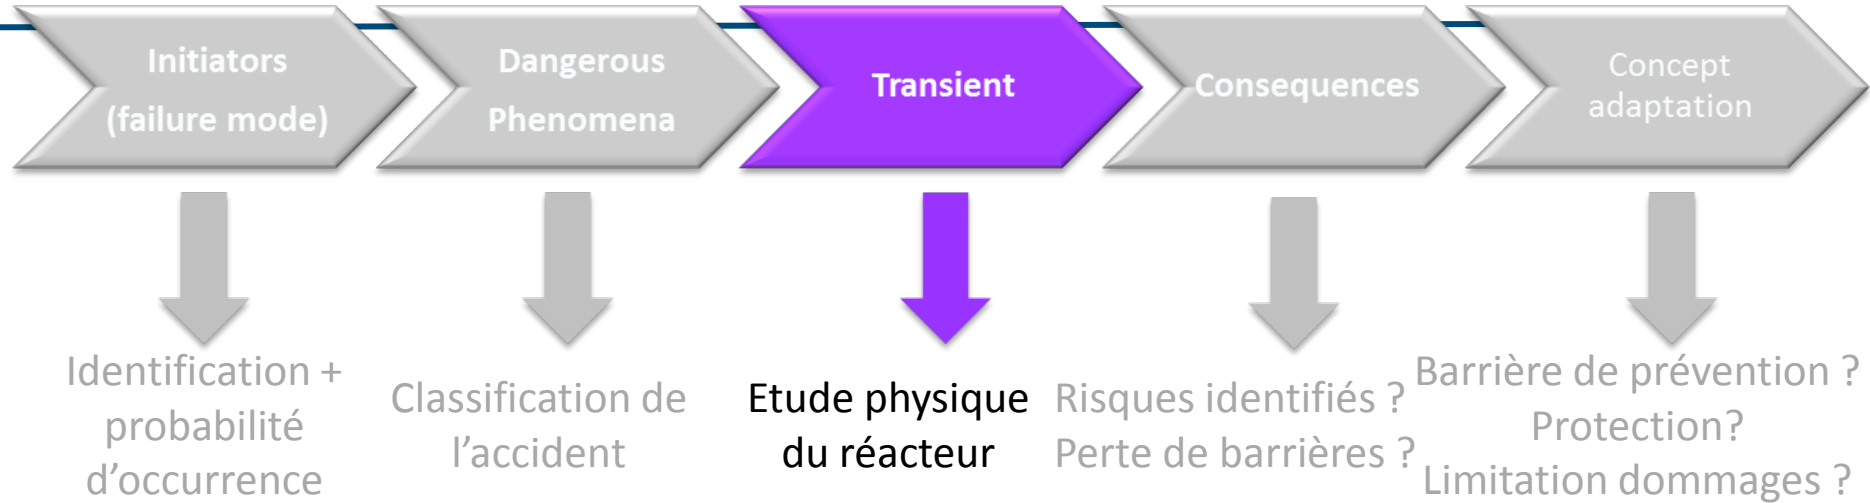 Initiators
(failure mode)
Dangerous
Phenomena
Transient
Consequences
Concept
adaptation
Identification +
probabilité
d'occurrence
Classification de
l'accident
Etude physique
du réacteur
Risques identifiés ?
Perte de barrières ?
Barrière de prévention ?
Protection?
Limitation dommages ?